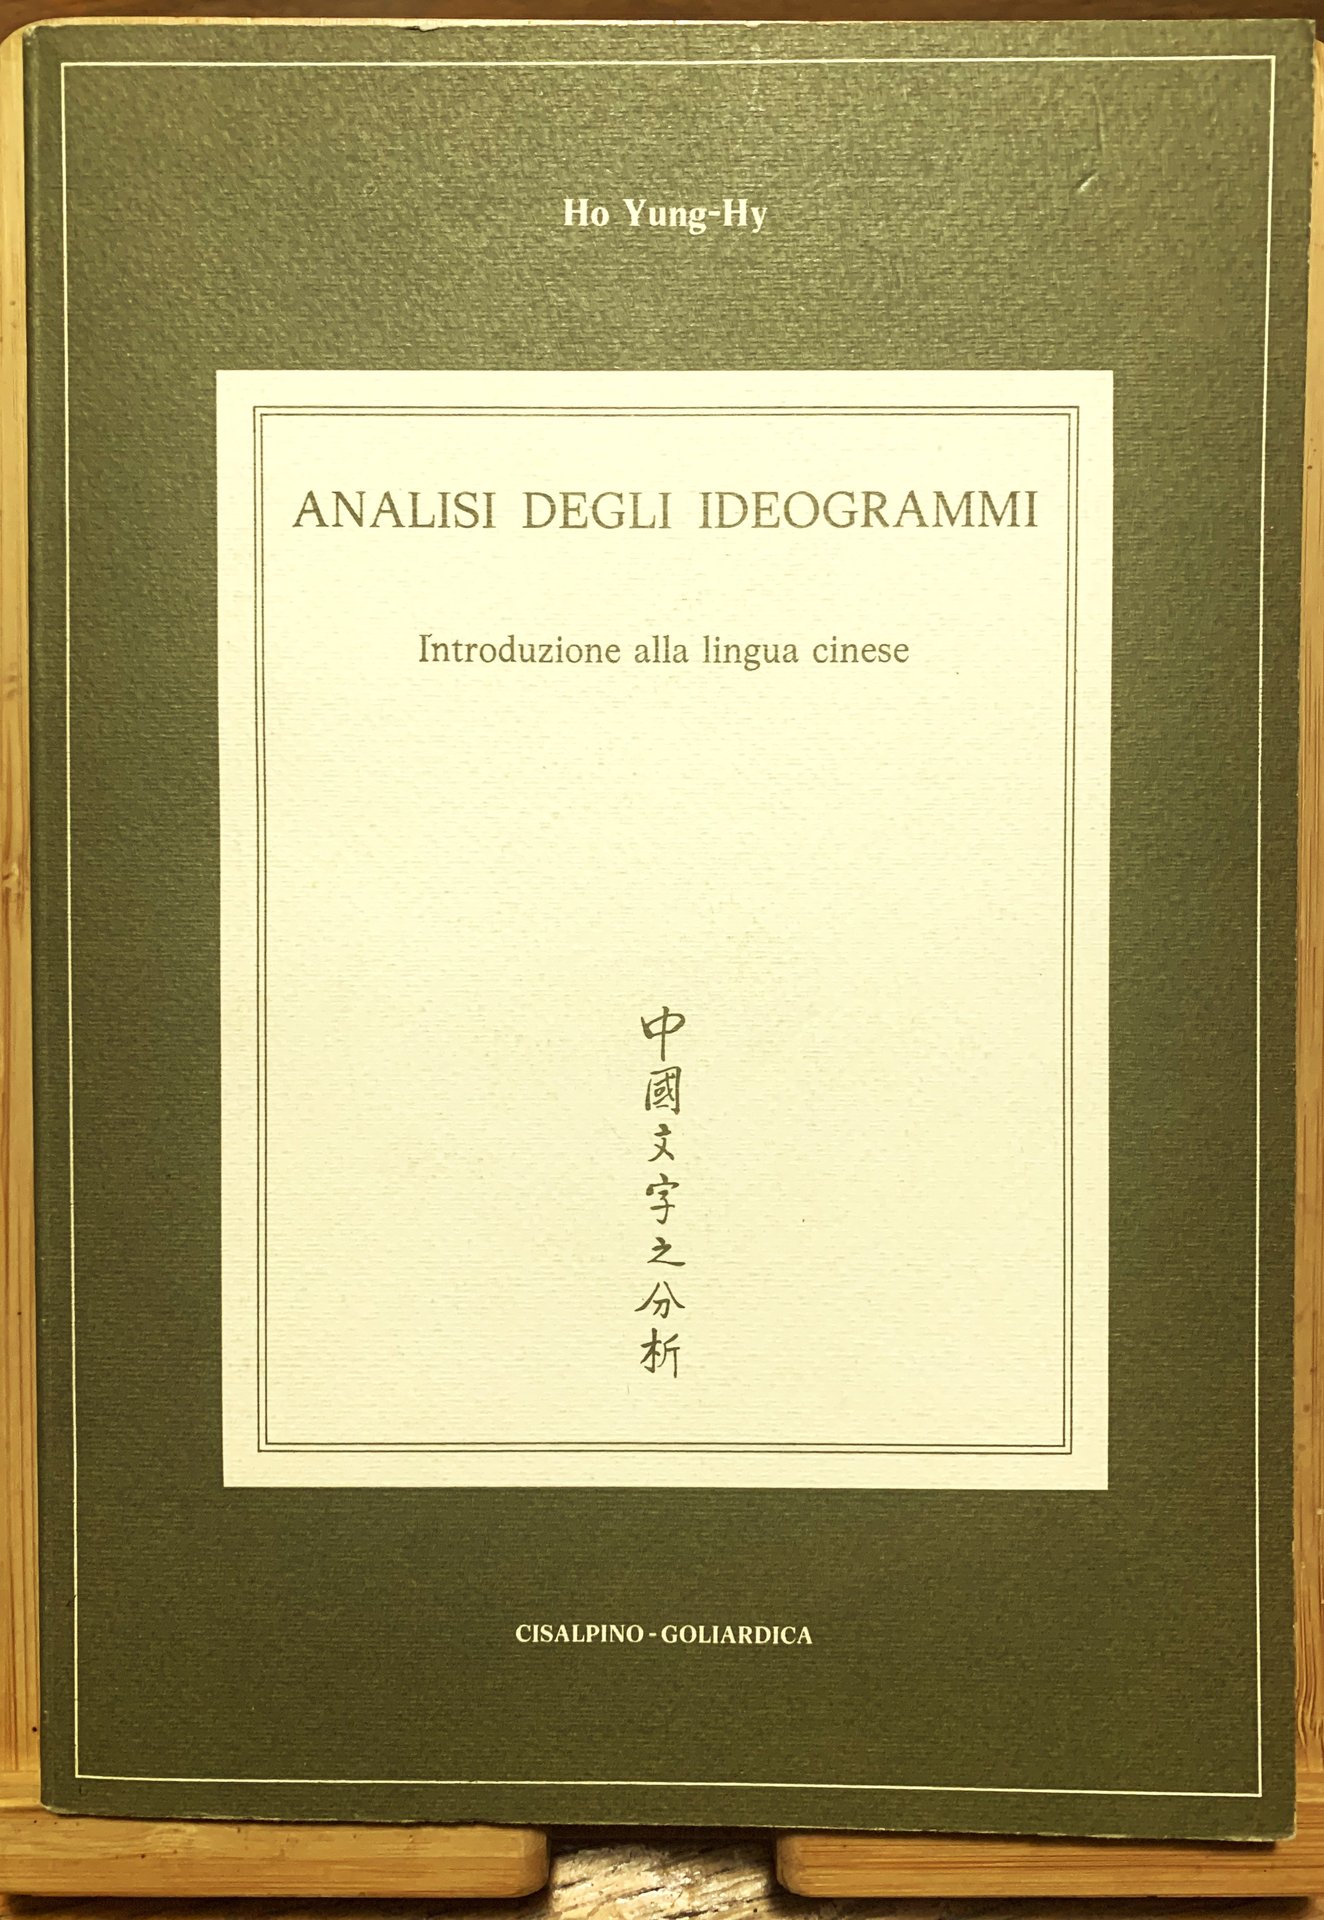 Ho Yung-Hy
ANALISI DEGLI IDEOGRAMMI
Introduzione alla lingua cinese
中國文字之分析
CISALPINO-GOLIARDICA